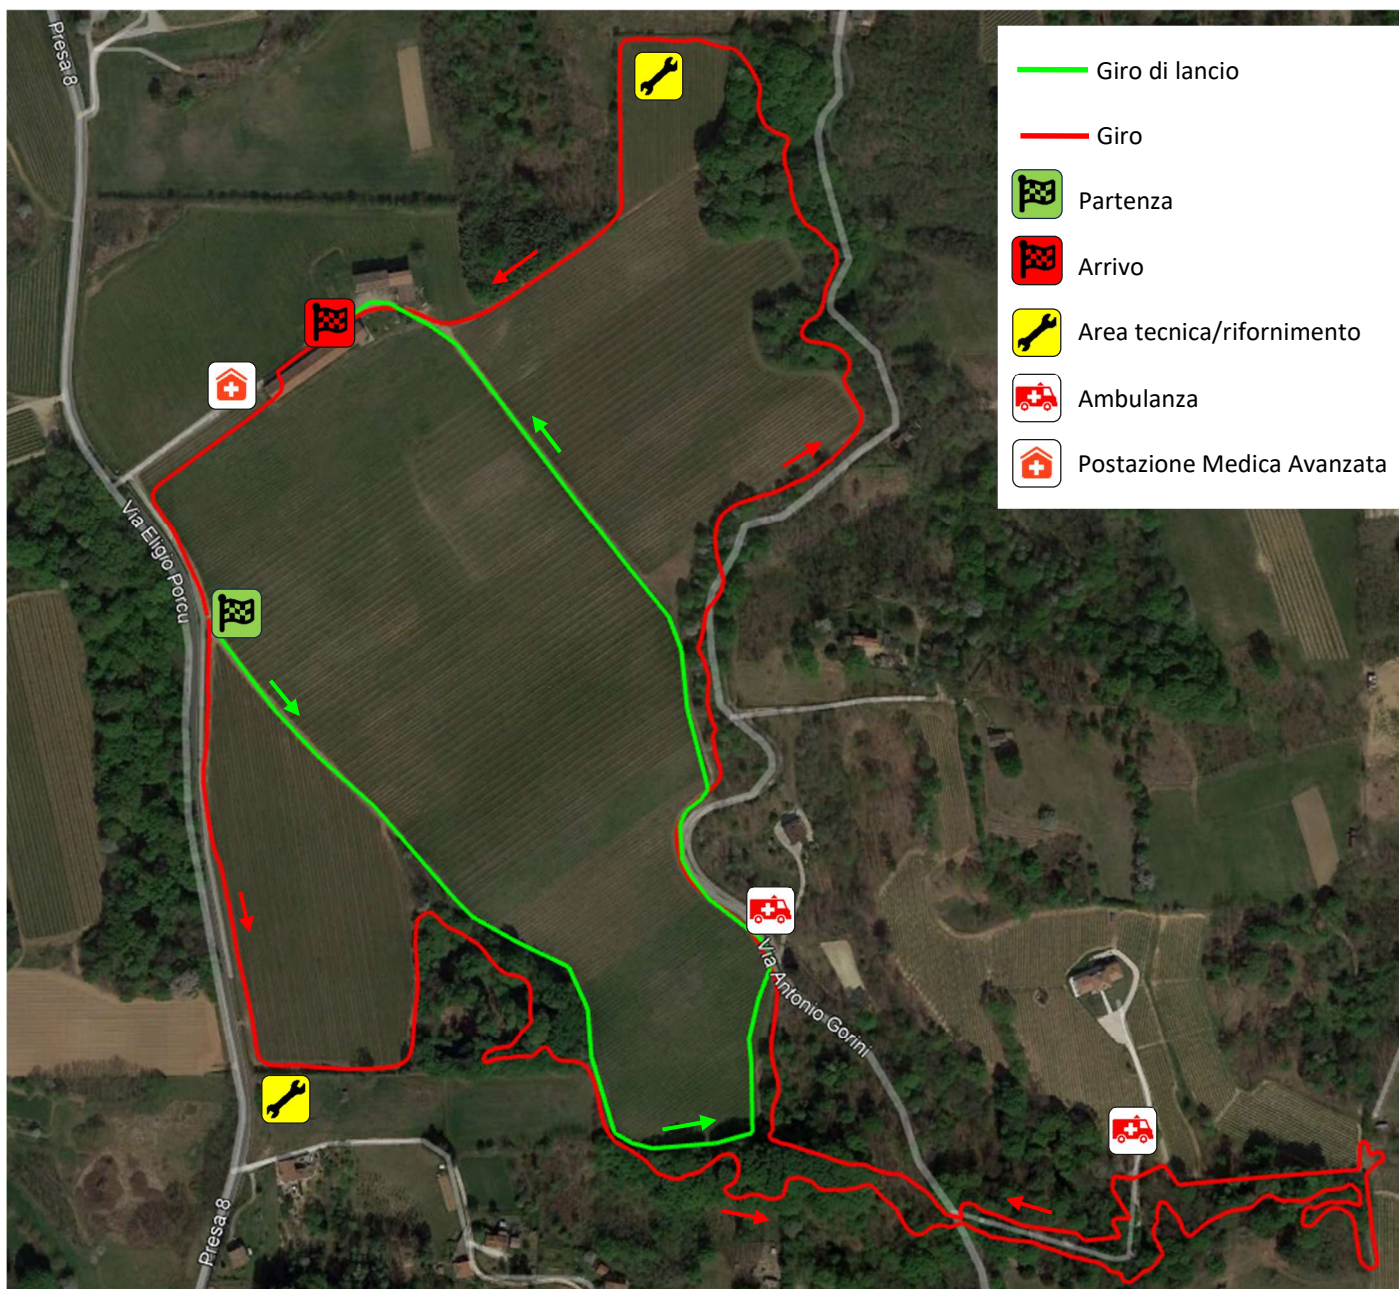 Presa 8
Giro di lancio
Giro
Partenza
Arrivo
Area tecnica/rifornimento
Ambulanza
Postazione Medica Avanzata
Via Eligio Porcu
Via Antonio Gorini
Presa 8